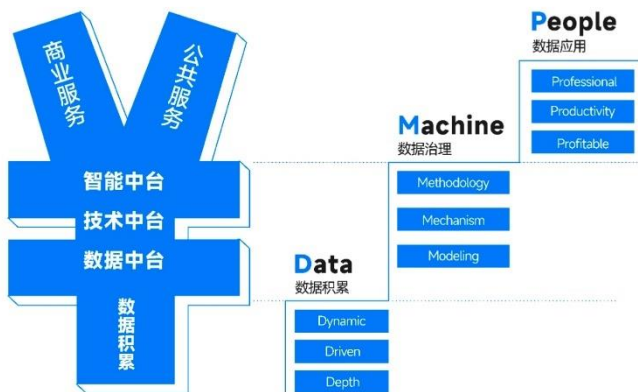 商业服务
公共服务
智能中台
技术中台
数据中台
数据积累
Data
数据积累
Dynamic
Driven
Depth
Machine
数据治理
Methodology
Mechanism
Modeling
People
数据应用
Professional
Productivity
Profitable